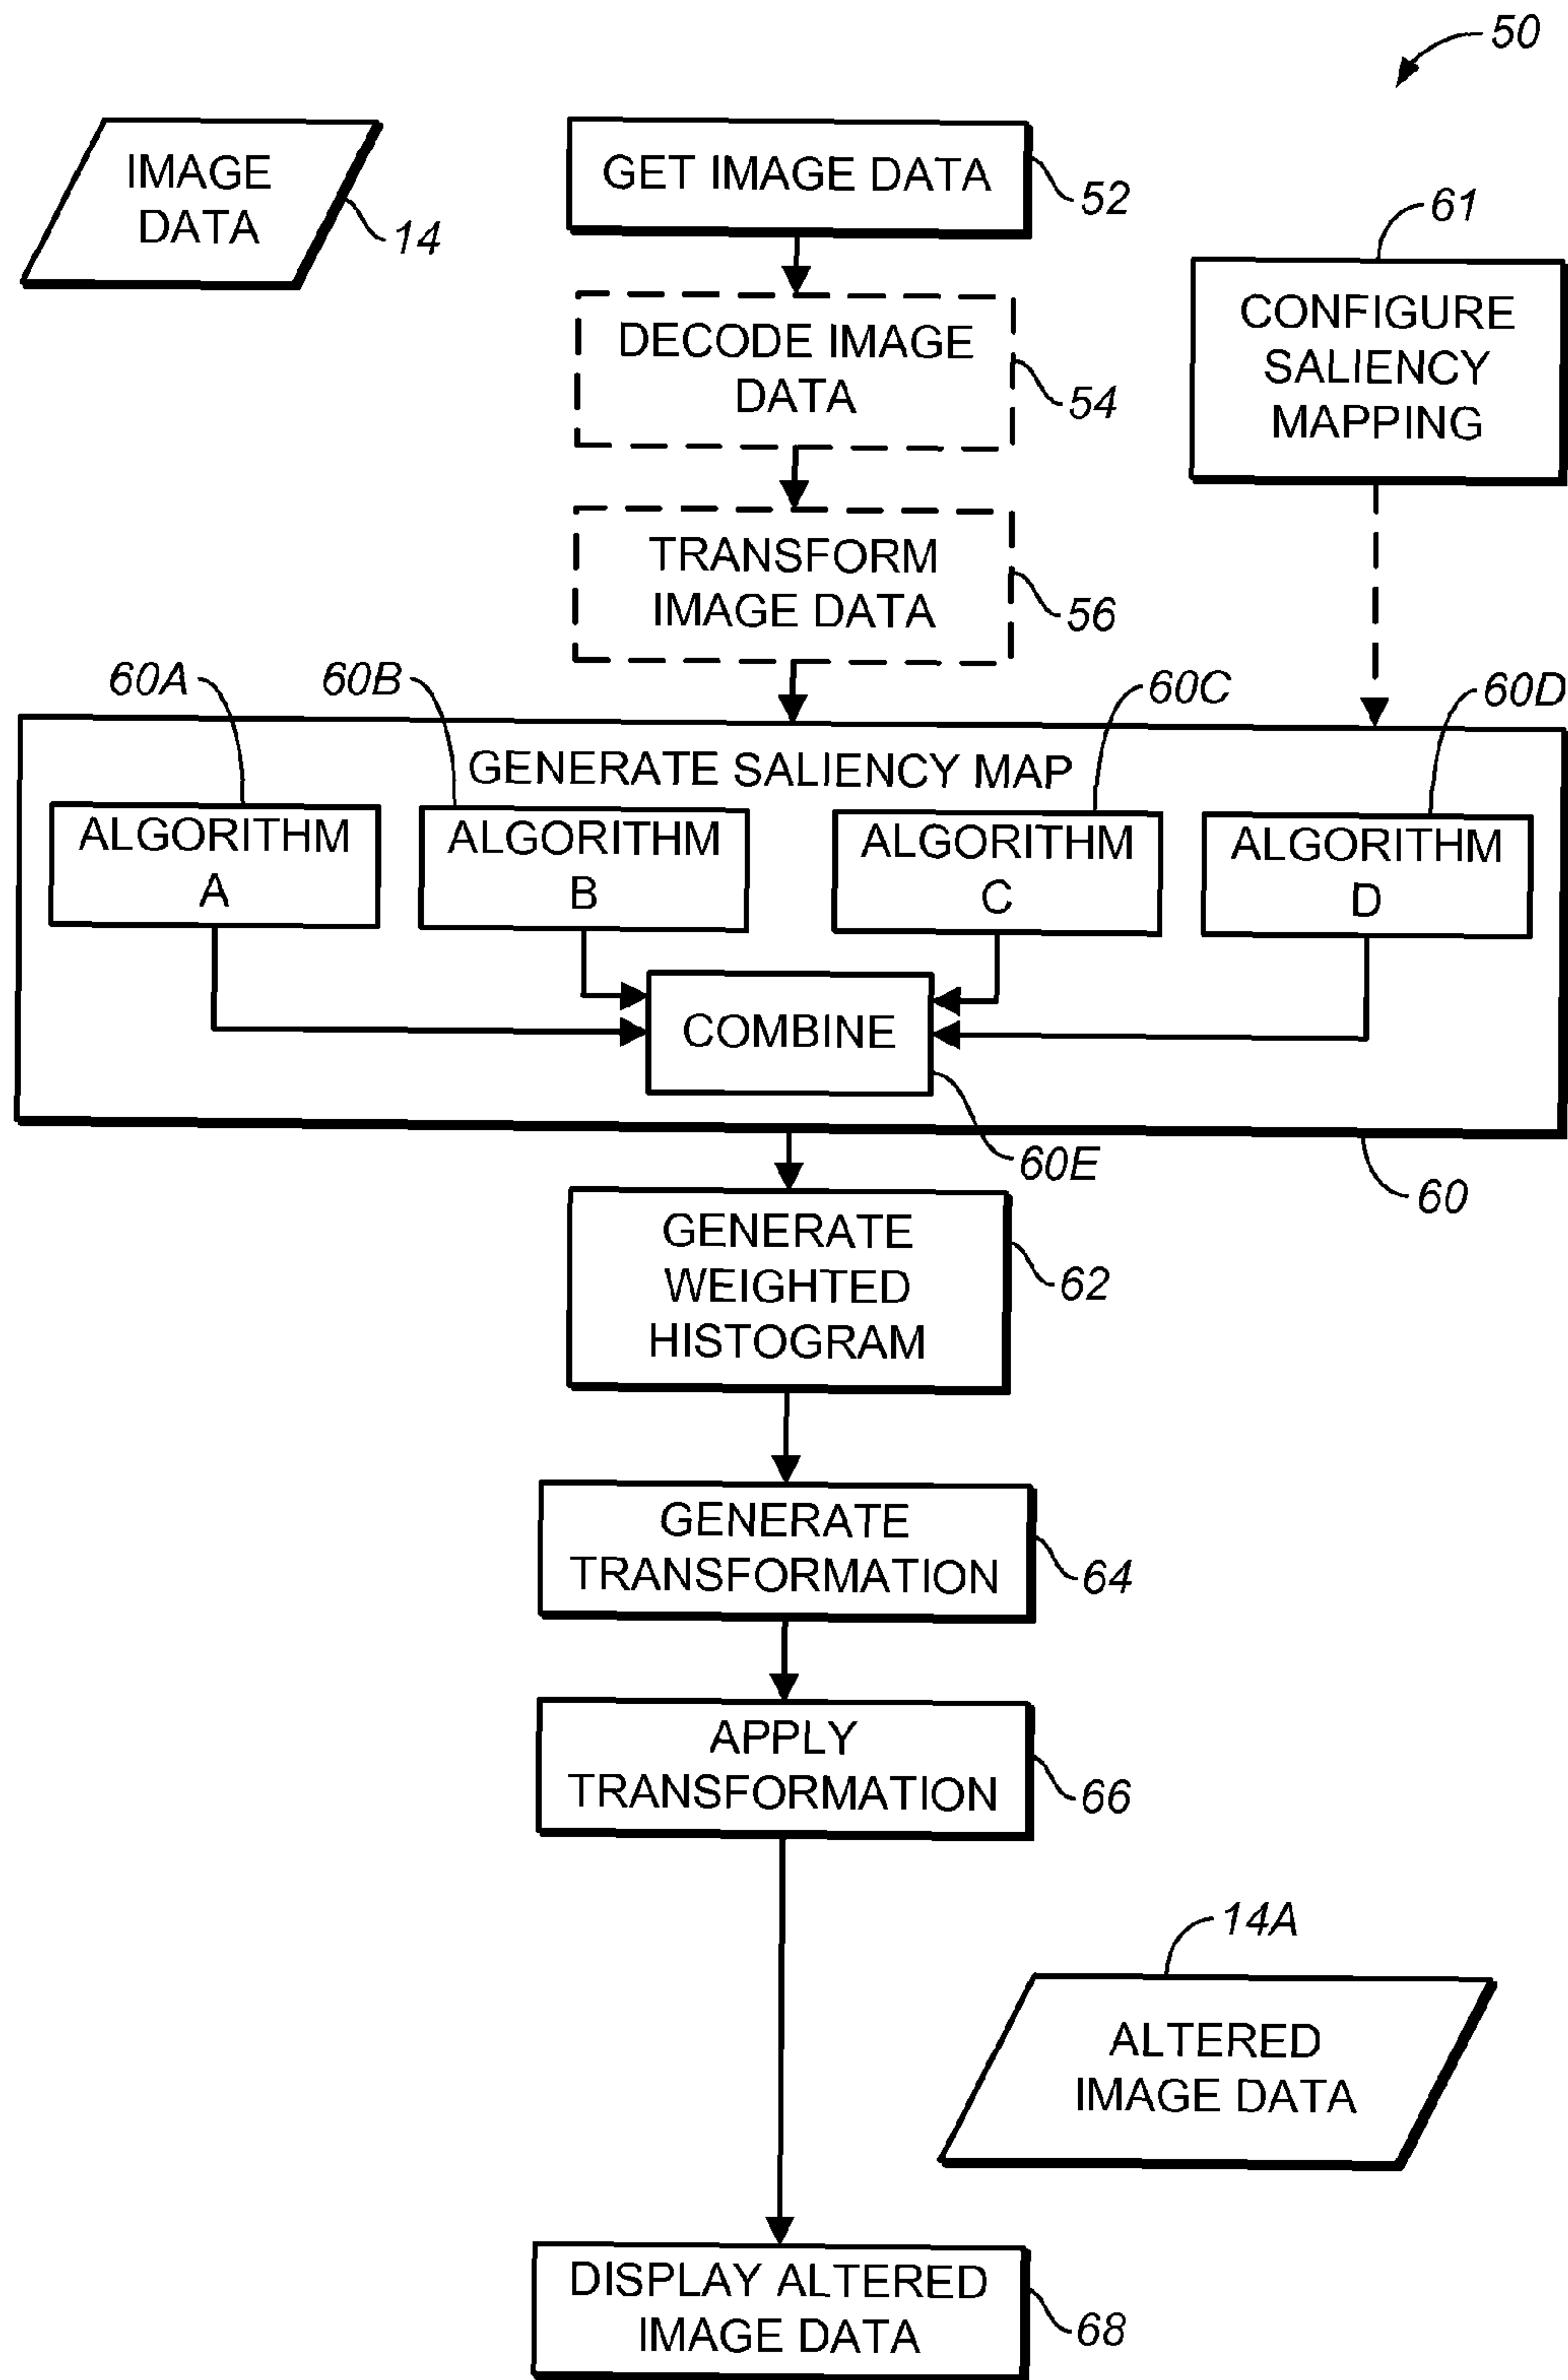 50
IMAGE
DATA
14
GET IMAGE DATA
52
61
CONFIGURE
SALIENCY
MAPPING
DECODE IMAGE
DATA
54
TRANSFORM
IMAGE DATA
56
60A
60B
60C
60D
GENERATE SALIENCY MAP
ALGORITHM
A
ALGORITHM
B
ALGORITHM
C
ALGORITHM
D
COMBINE
60E
60
GENERATE
WEIGHTED
HISTOGRAM
62
GENERATE
TRANSFORMATION
64
APPLY
TRANSFORMATION
66
14A
ALTERED
IMAGE DATA
DISPLAY ALTERED
IMAGE DATA
68